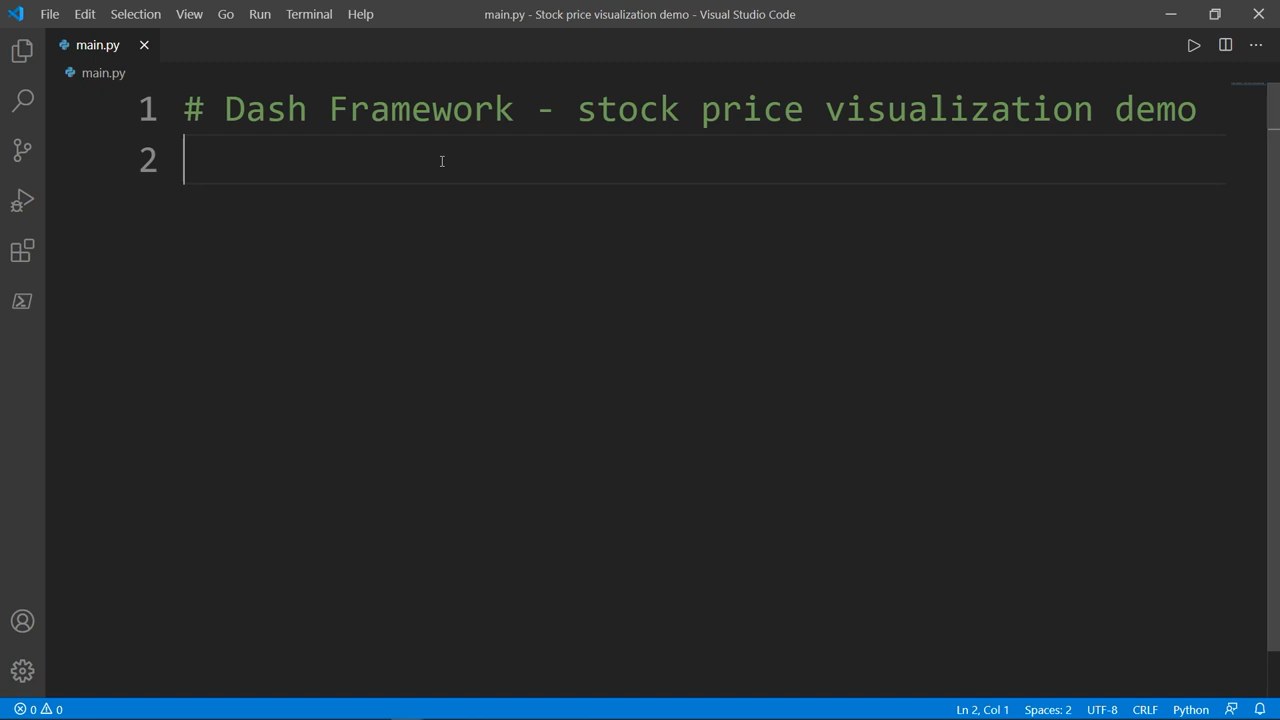 File Edit Selection View Go Run Terminal Help main.py - Stock price visualization demo - Visual Studio Code
main.py
main.py
1 # Dash Framework - stock price visualization demo
2
0 0 Ln 2, Col 1 Spaces: 2 UTF-8 CRLF Python